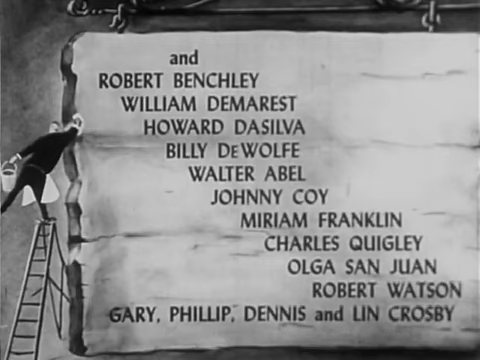 and
ROBERT BENCHLEY
WILLIAM DEMAREST
HOWARD DASILVA
BILLY DEWOLFE
WALTER ABEL
JOHNNY COY
MIRIAM FRANKLIN
CHARLES QUIGLEY
OLGA SAN JUAN
ROBERT WATSON
GARY, PHILLIP, DENNIS and LIN CROSBY